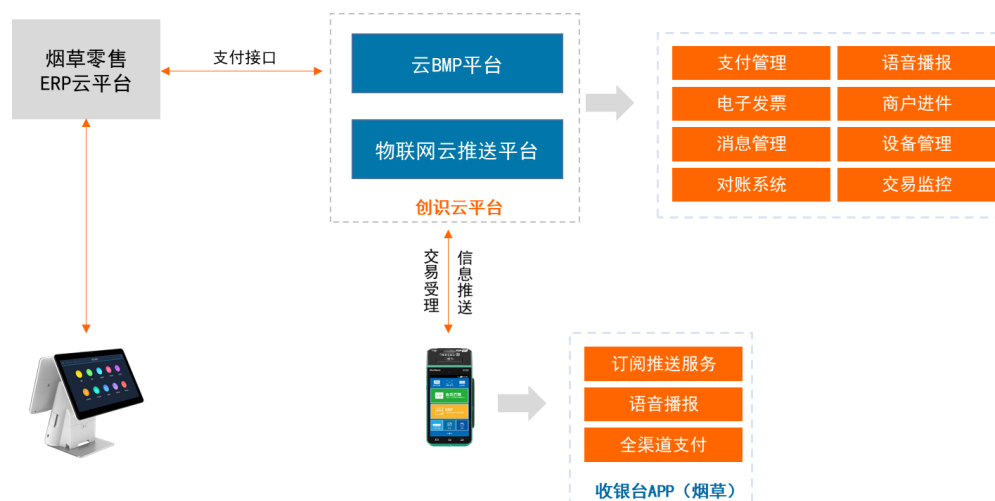 烟草零售
ERP云平台
支付接口
云BMP平台
物联网云推送平台
创识云平台
支付管理
语音播报
电子发票
商户进件
消息管理
设备管理
对账系统
交易监控
交易受理
信息推送
订阅推送服务
语音播报
全渠道支付
收银台APP（烟草）